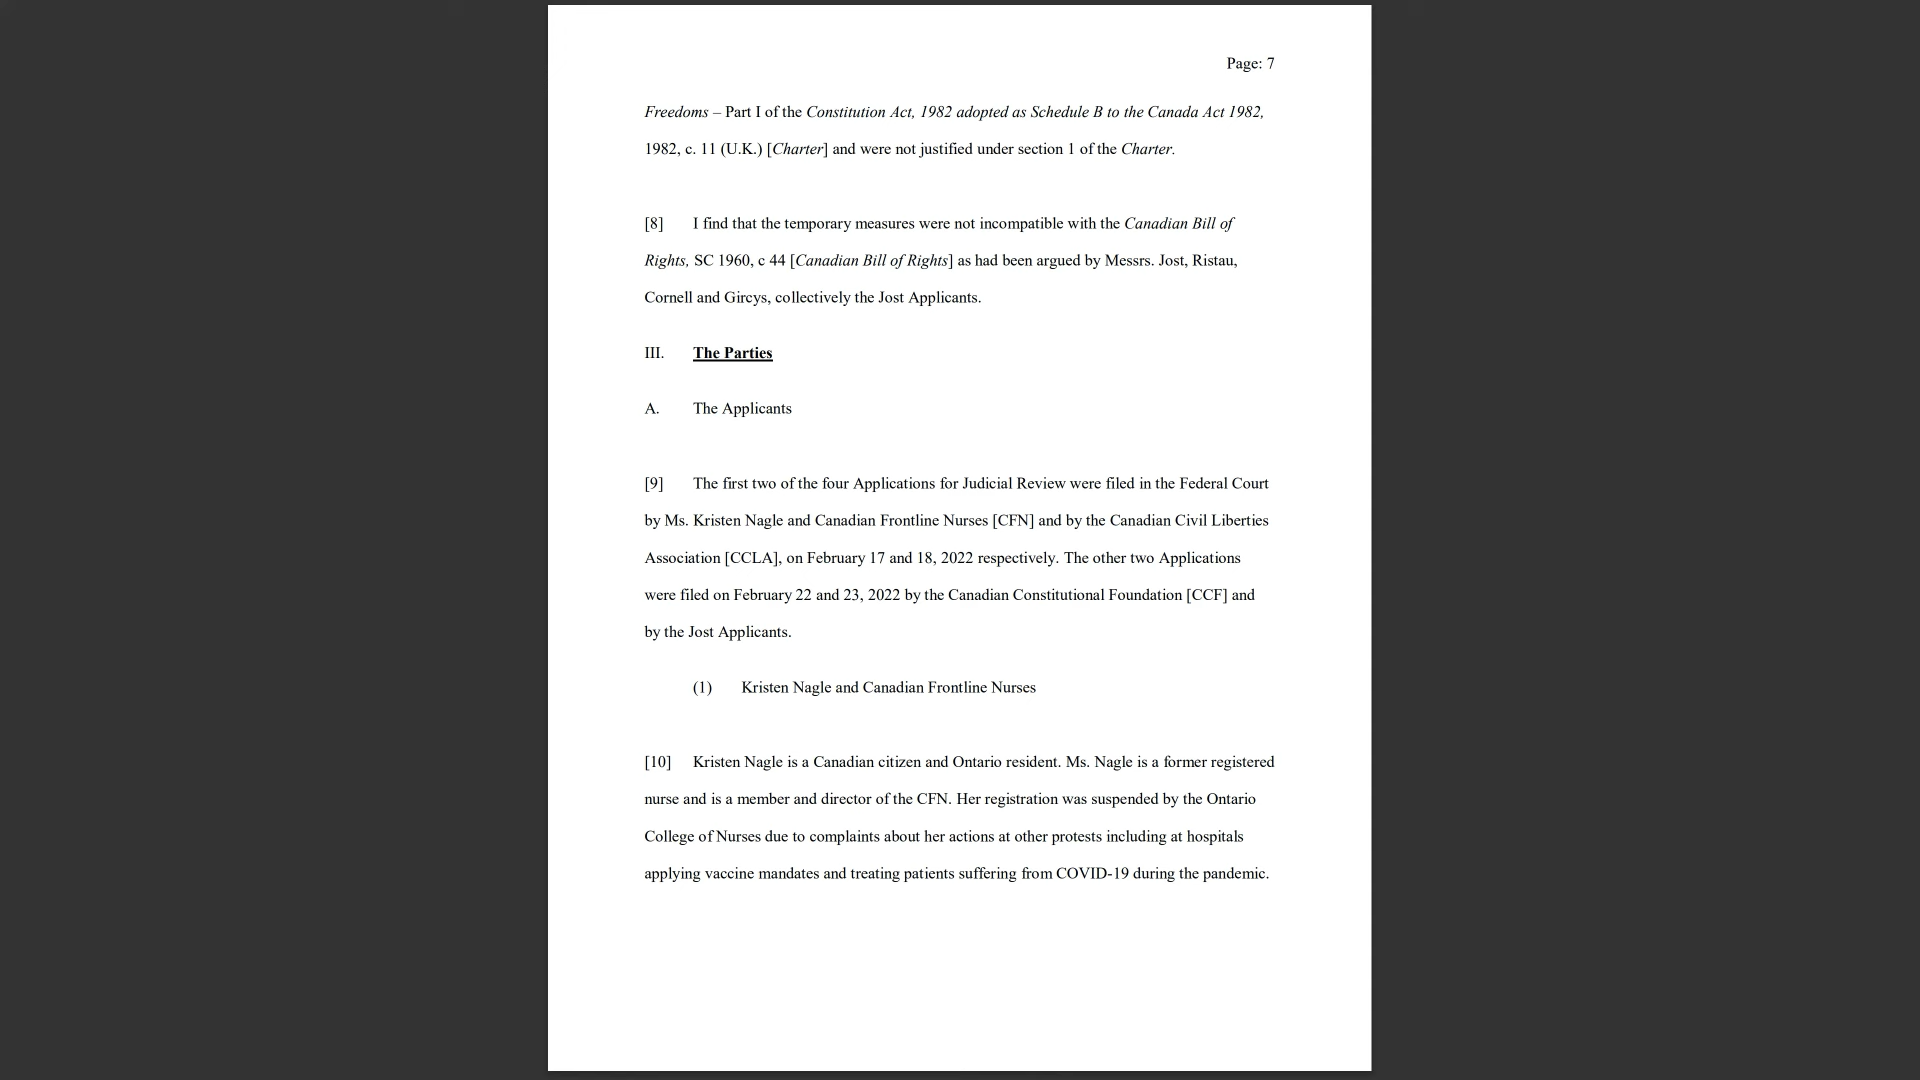 Page: 7
Freedoms – Part I of the Constitution Act, 1982 adopted as Schedule B to the Canada Act 1982,
1982, c. 11 (U.K.) [Charter] and were not justified under section 1 of the Charter.
[8] I find that the temporary measures were not incompatible with the Canadian Bill of
Rights, SC 1960, c 44 [Canadian Bill of Rights] as had been argued by Messrs. Jost, Ristau,
Cornell and Gircys, collectively the Jost Applicants.
III. The Parties
A. The Applicants
[9] The first two of the four Applications for Judicial Review were filed in the Federal Court
by Ms. Kristen Nagle and Canadian Frontline Nurses [CFN] and by the Canadian Civil Liberties
Association [CCLA], on February 17 and 18, 2022 respectively. The other two Applications
were filed on February 22 and 23, 2022 by the Canadian Constitutional Foundation [CCF] and
by the Jost Applicants.
(1) Kristen Nagle and Canadian Frontline Nurses
[10] Kristen Nagle is a Canadian citizen and Ontario resident. Ms. Nagle is a former registered
nurse and is a member and director of the CFN. Her registration was suspended by the Ontario
College of Nurses due to complaints about her actions at other protests including at hospitals
applying vaccine mandates and treating patients suffering from COVID-19 during the pandemic.